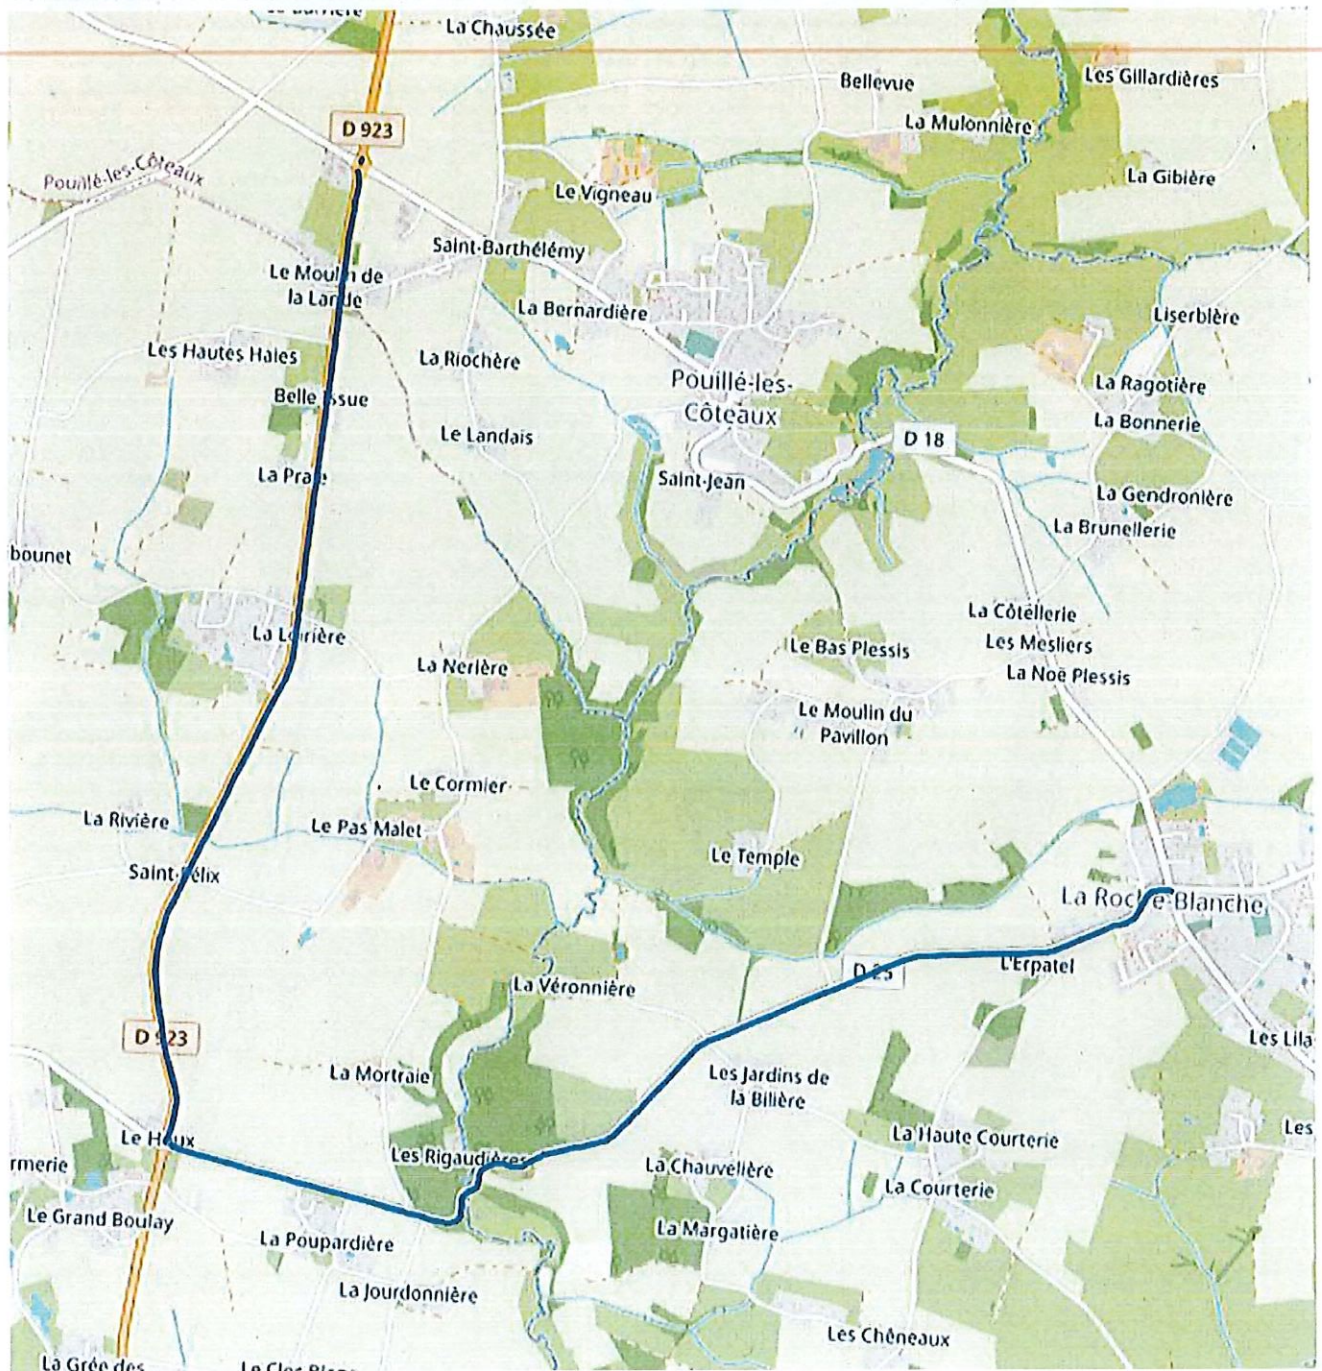 La Chaussée
Bellevue
Les Gillardières
D 923
La Mulonnière
Pouillé-les-Côteaux
La Gibière
Le Vigneau
Saint-Barthélémy
Le Moulin de
la Lande
La Bernardière
Liserblère
Les Hautes Haies
La Riochère
Pouillé-les-
Côteaux
La Ragotière
Belle Issue
La Bonnerie
Le Landais
D 18
La Praie
Saint-Jean
La Gendronière
La Brunellerie
bounet
La Côtellerie
La Lorière
Le Bas Plessis
Les Mesliers
La Nerière
La Noë Plessis
Le Moulin du
Pavillon
Le Cormier
La Rivière
Le Pas Malet
Le Temple
Saint-Félix
La Roche-Blanche
L'Erpatel
D 25
La Véronnière
D 923
Les Lila
La Mortraie
Les Jardins de
la Bilière
Le Houx
La Haute Courterie
Les
rmerie
Les Rigaudières
La Chauvelière
La Courterie
Le Grand Boulay
La Poupardière
La Margatière
La Jourdonnière
Les Chêneaux
La Grée des